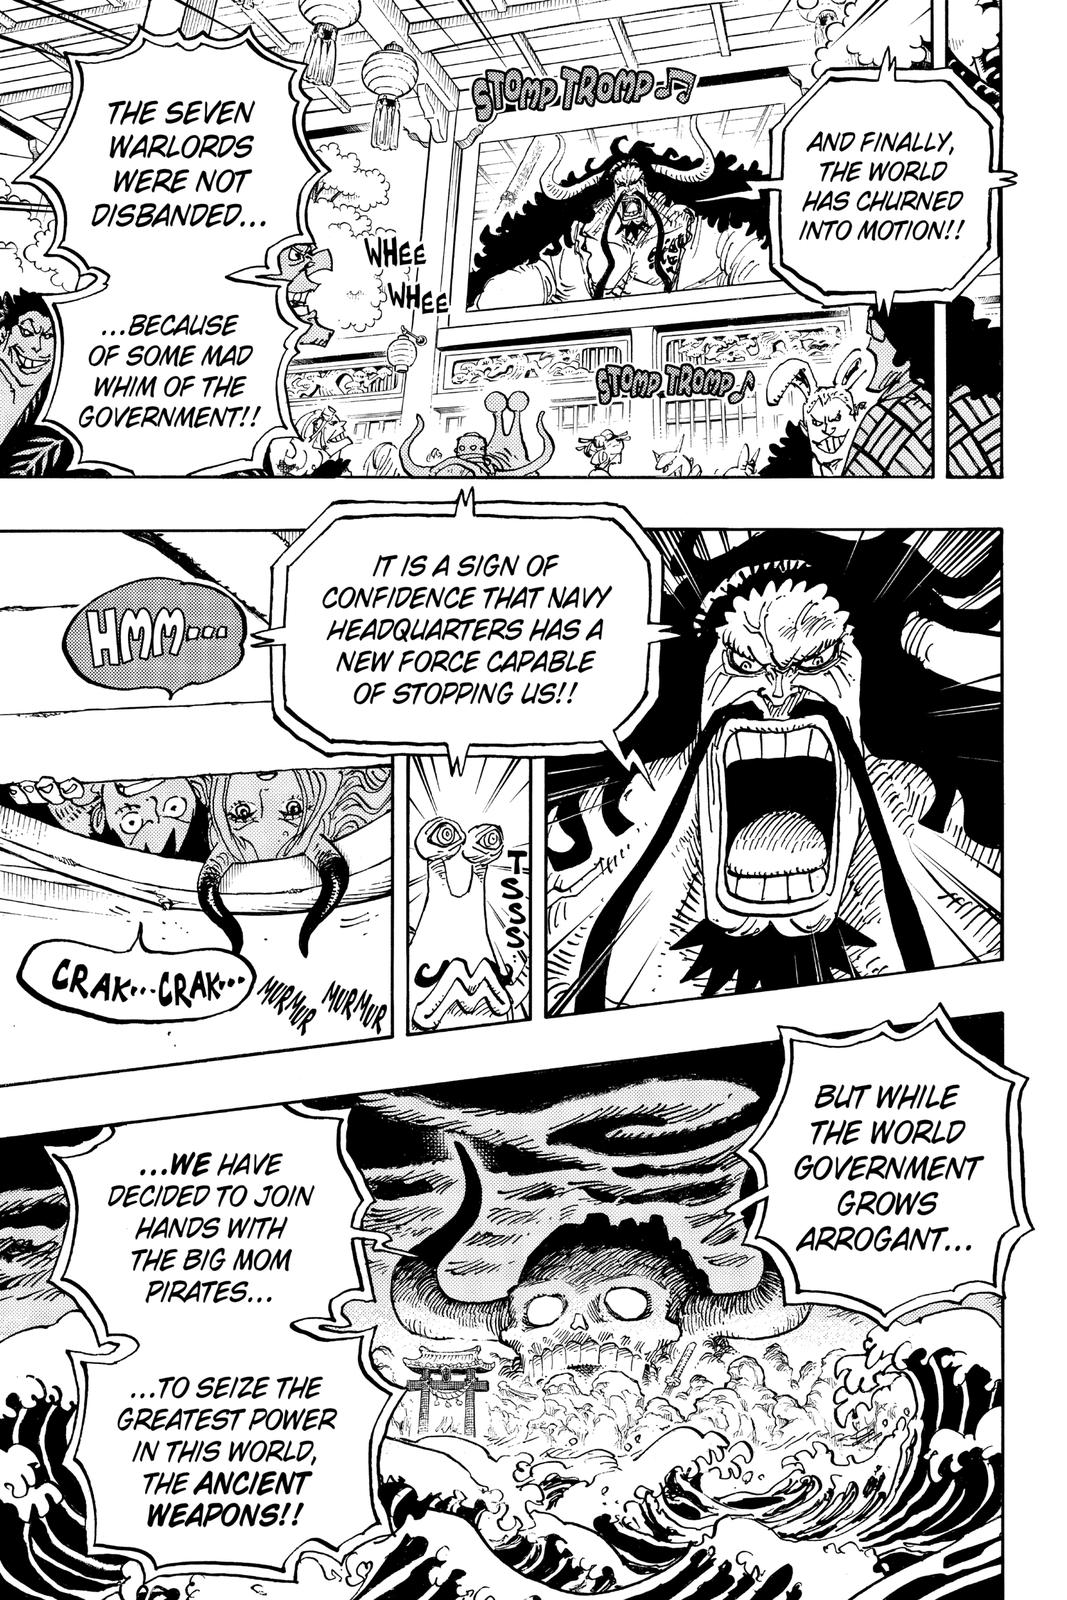 STOMP TROMP
AND FINALLY,
THE WORLD
HAS CHURNED
INTO MOTION!!
THE SEVEN
WARLORDS
WERE NOT
DISBANDED...
WHEE
WHEE
...BECAUSE
OF SOME MAD
WHIM OF THE
GOVERNMENT!!
STOMP TROMP
IT IS A SIGN OF
CONFIDENCE THAT NAVY
HEADQUARTERS HAS A
NEW FORCE CAPABLE
OF STOPPING US!!
TSSS
HMM...
CRAK...CRAK...
MURMUR
MURMUR
BUT WHILE
THE WORLD
GOVERNMENT
GROWS
ARROGANT...
...WE HAVE
DECIDED TO JOIN
HANDS WITH
THE BIG MOM
PIRATES...
...TO SEIZE THE
GREATEST POWER
IN THIS WORLD,
THE ANCIENT
WEAPONS!!